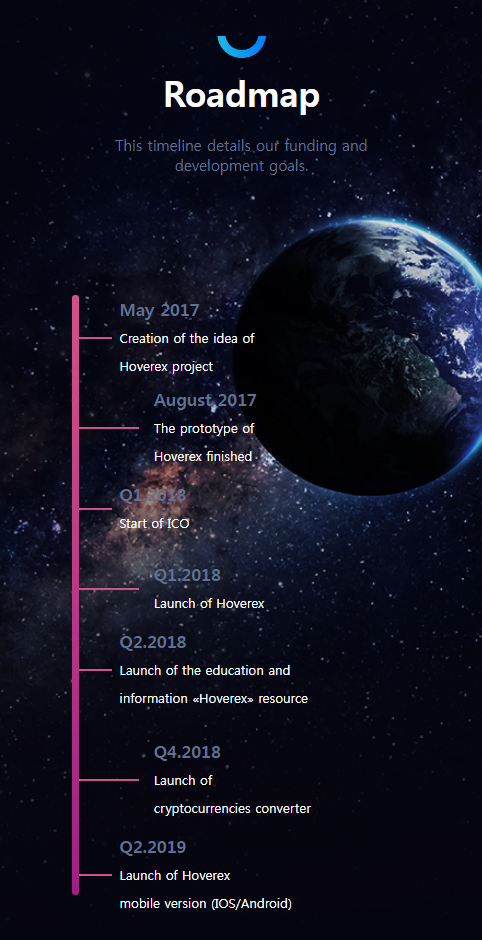 Roadmap
This timeline details our funding and
development goals.
May 2017
Creation of the idea of
Hoverex project
August.2017
The prototype of
Hoverex finished
Q1.2018
Start of ICO
Q1.2018
Launch of Hoverex
Q2.2018
Launch of the education and
information «Hoverex» resource
Q4.2018
Launch of
cryptocurrencies converter
Q2.2019
Launch of Hoverex
mobile version (IOS/Android)